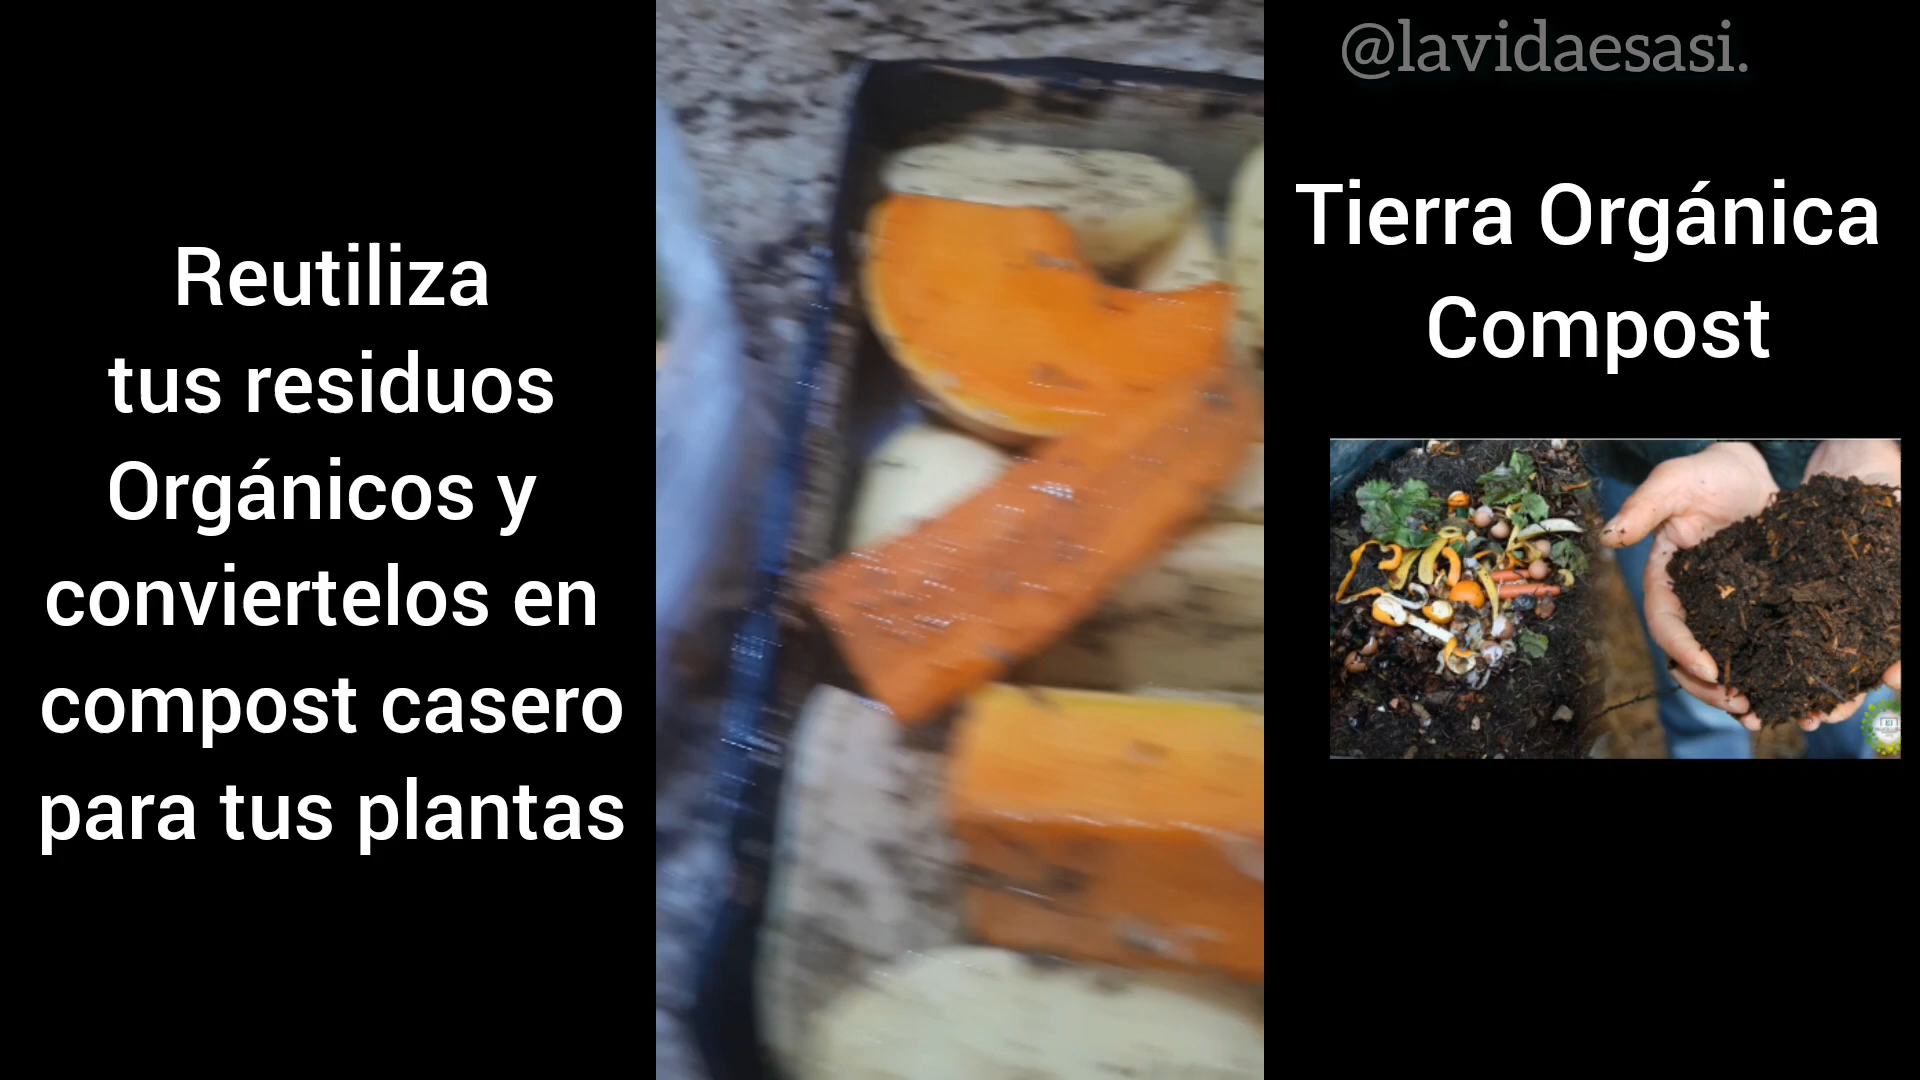 Reutiliza
tus residuos
Orgánicos y
conviertelos en
compost casero
para tus plantas
@lavidaesasi.
Tierra Orgánica
Compost